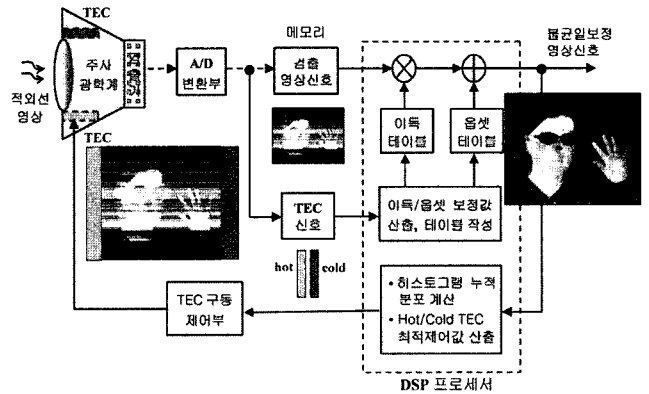 TEC
주사
광학계
적외선
영상
TEC
A/D
변환부
메모리
검출
영상신호
불균일보정
영상신호
이득
테이블
옵셋
테이블
TEC
신호
이득/옵셋 보정값
산출, 테이블 작성
hot
cold
TEC 구동
제어부
• 히스토그램 누적
분포 계산
• Hot/Cold TEC
최적제어값 산출
DSP 프로세서